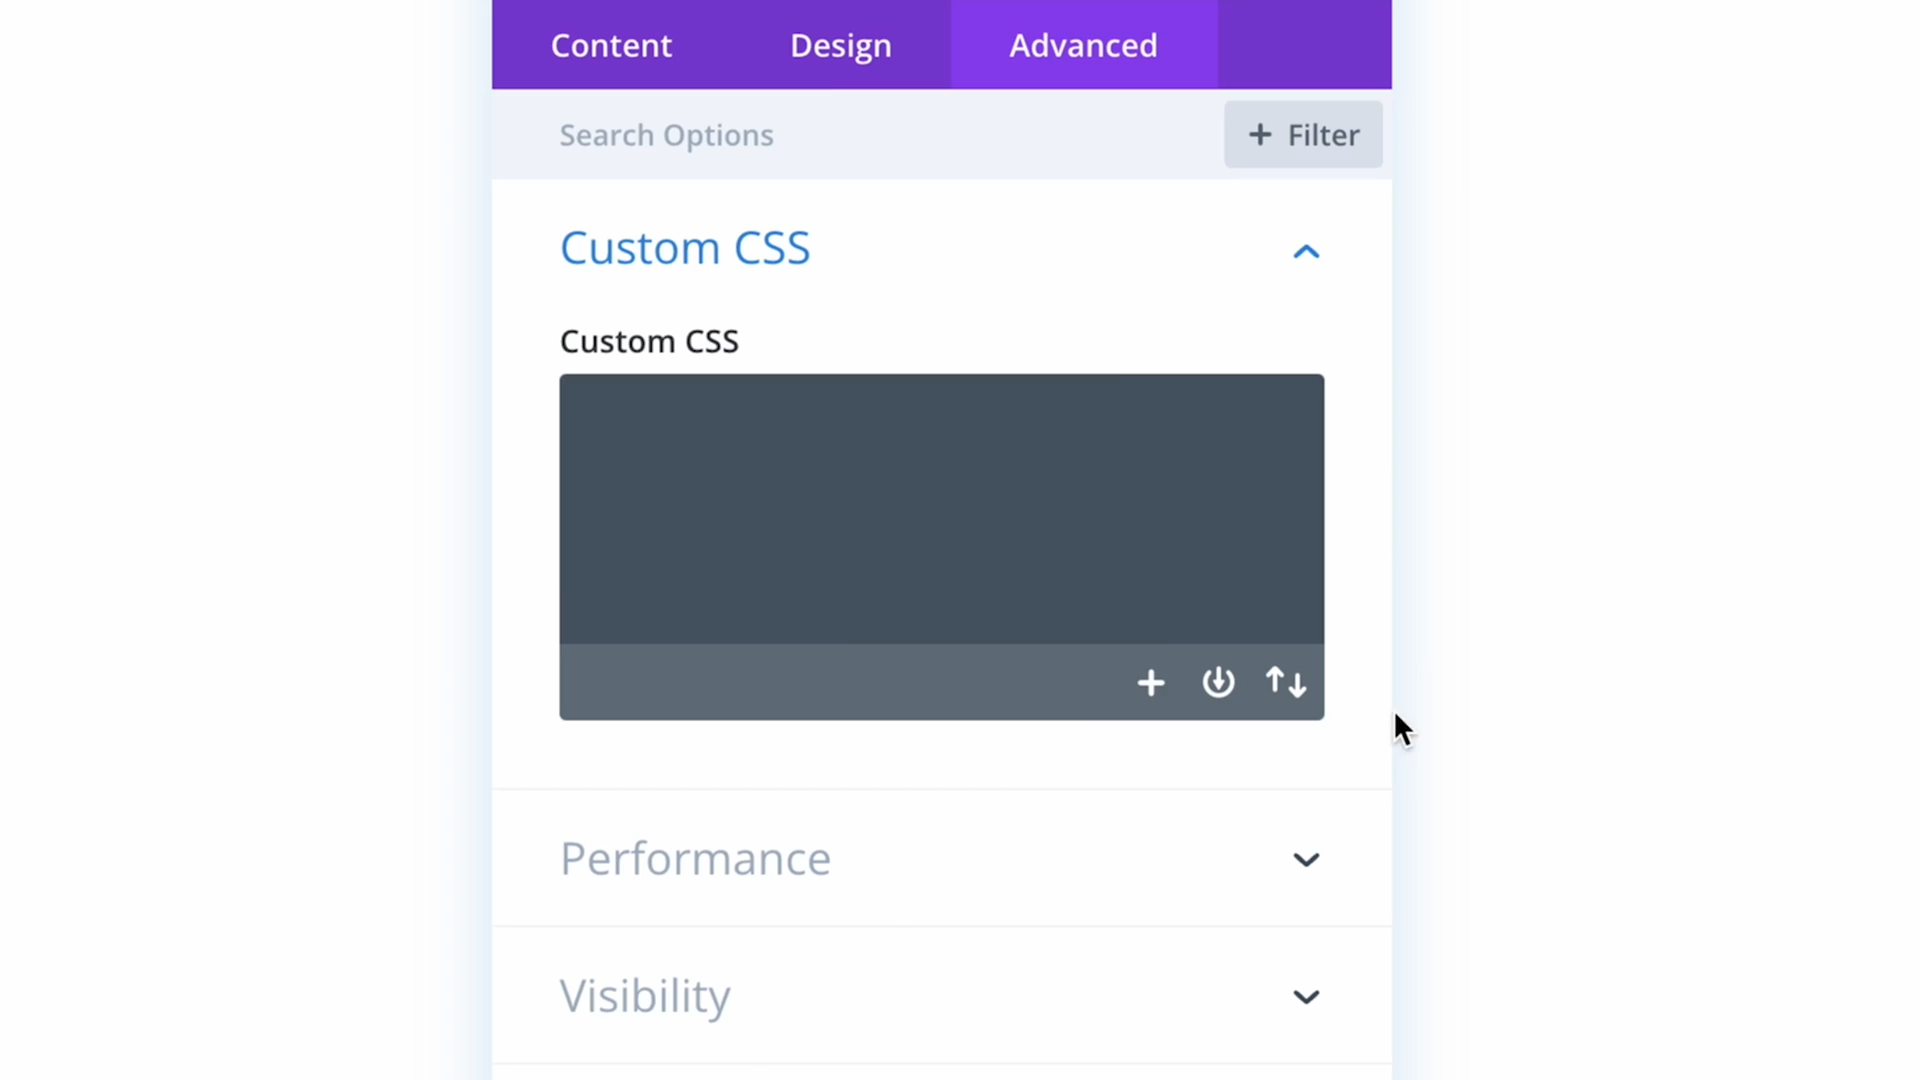 Content Design Advanced
Search Options + Filter
Custom CSS
Custom CSS
Performance
Visibility